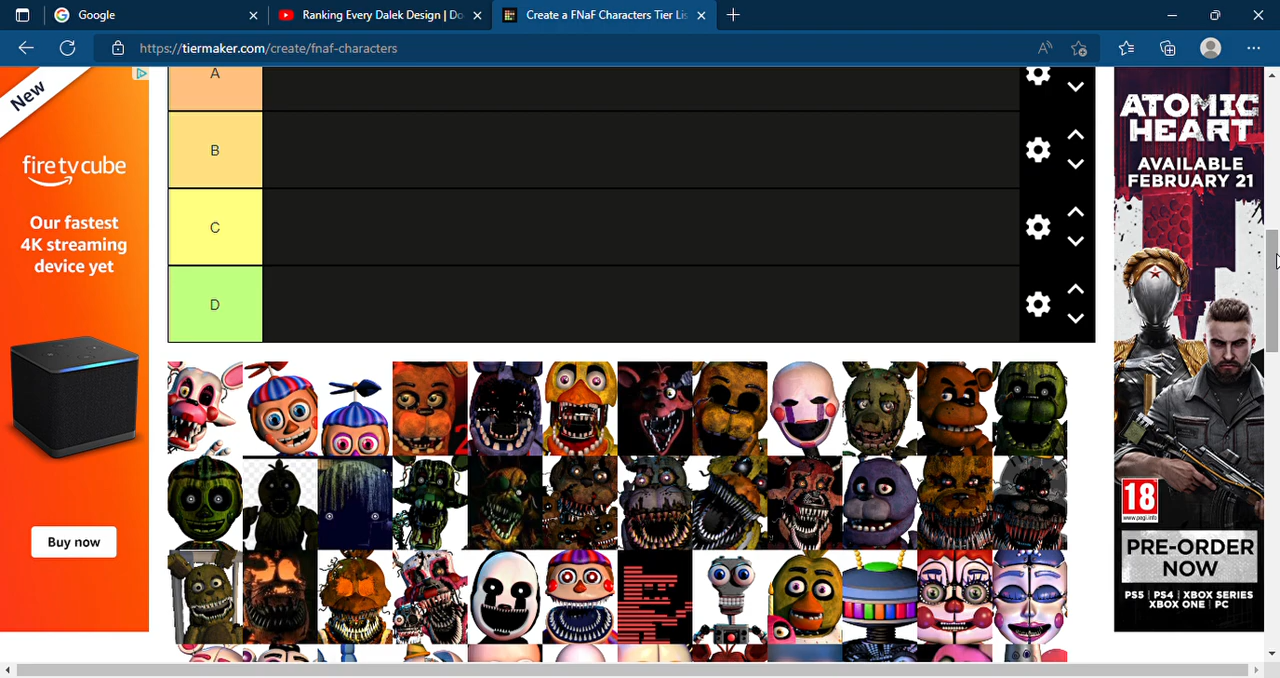 Google
Ranking Every Dalek Design | Do
Create a FNaF Characters Tier Lis
https://tiermaker.com/create/fnaf-characters
New
fire tv cube
Our fastest
4K streaming
device yet
Buy now
A
B
C
D
ATOMIC
HEART
AVAILABLE
FEBRUARY 21
18
www.pegi.info
PRE-ORDER
NOW
PS5 | PS4 | XBOX SERIES
XBOX ONE | PC